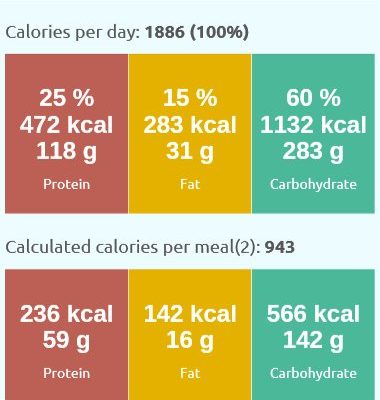 Calories per day: 1886 (100%)
25 % 15 % 60 %
472 kcal 283 kcal 1132 kcal
118 g 31 g 283 g
Protein Fat Carbohydrate
Calculated calories per meal(2): 943
236 kcal 142 kcal 566 kcal
59 g 16 g 142 g
Protein Fat Carbohydrate